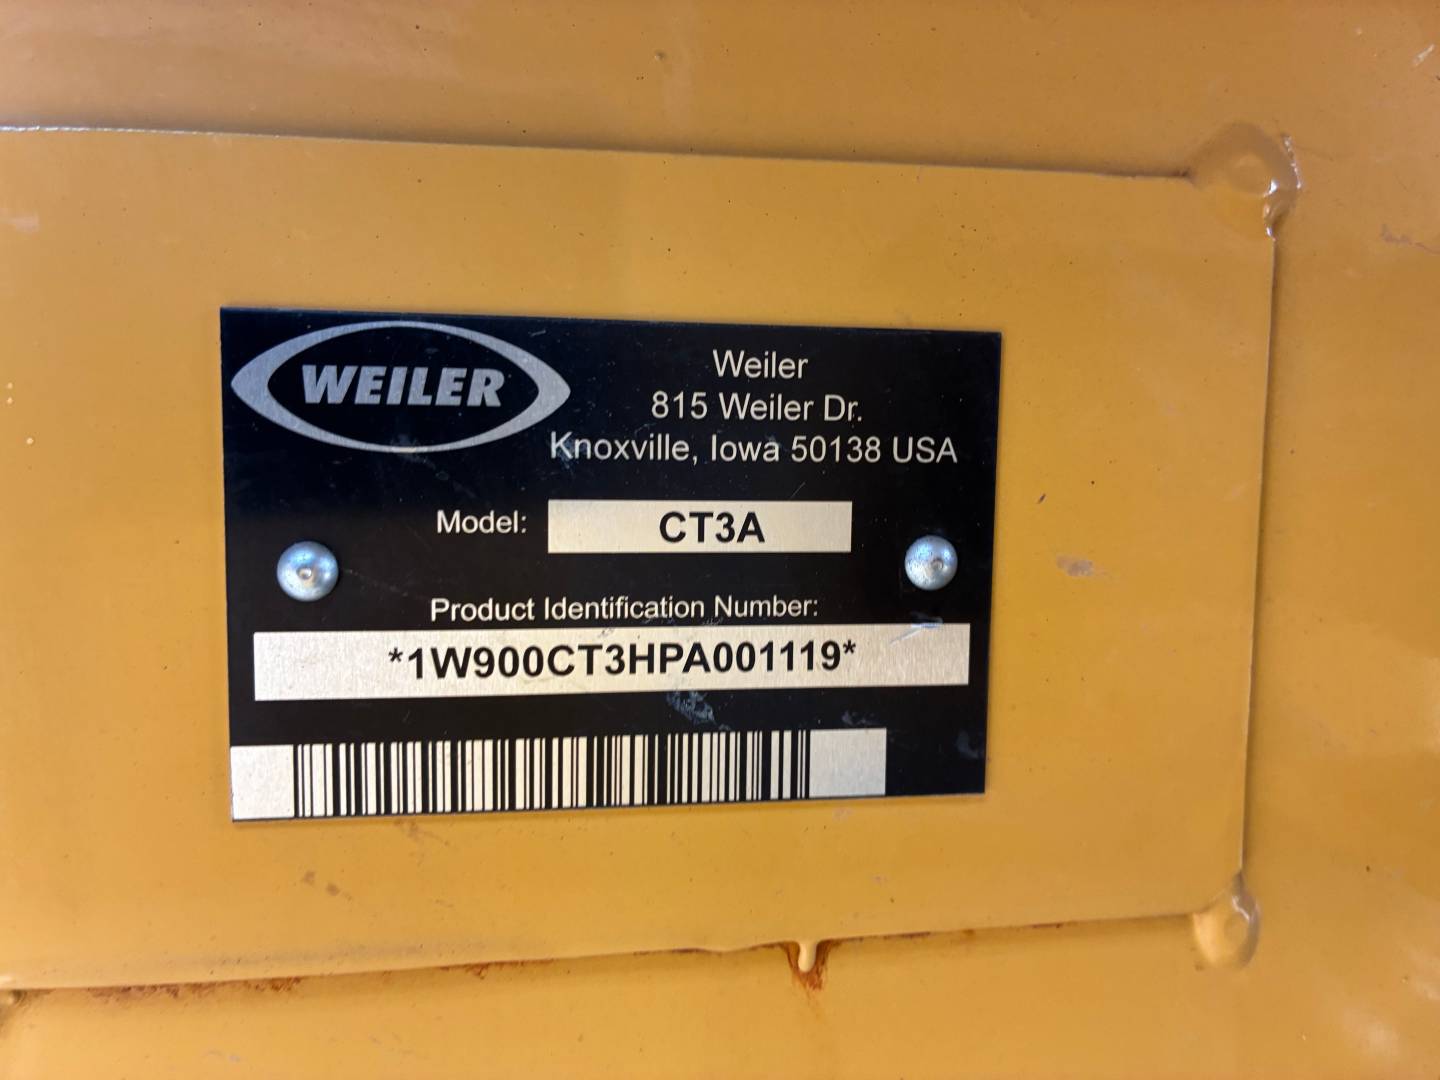 WEILER
Weiler
815 Weiler Dr.
Knoxville, Iowa 50138 USA
Model: CT3A
Product Identification Number:
*1W900CT3HPA001119*